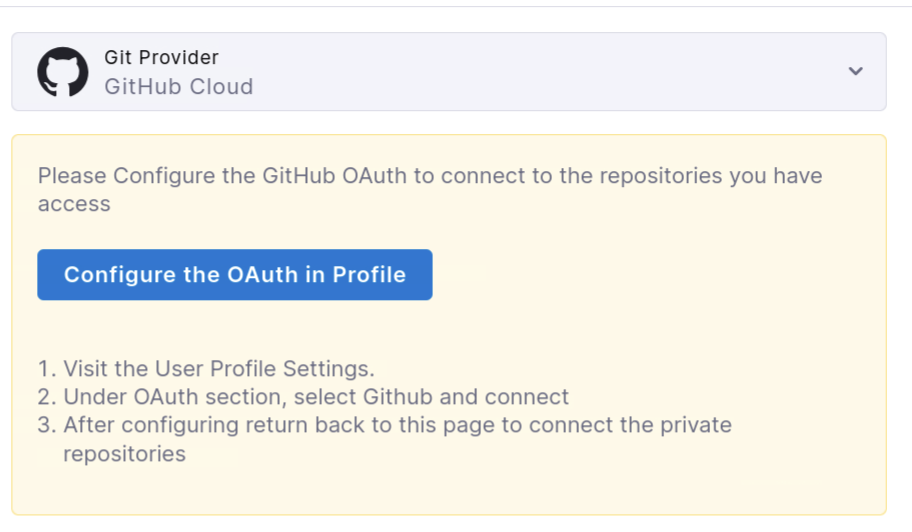 Git Provider
GitHub Cloud
Please Configure the GitHub OAuth to connect to the repositories you have
access
Configure the OAuth in Profile
1. Visit the User Profile Settings.
2. Under OAuth section, select Github and connect
3. After configuring return back to this page to connect the private
repositories